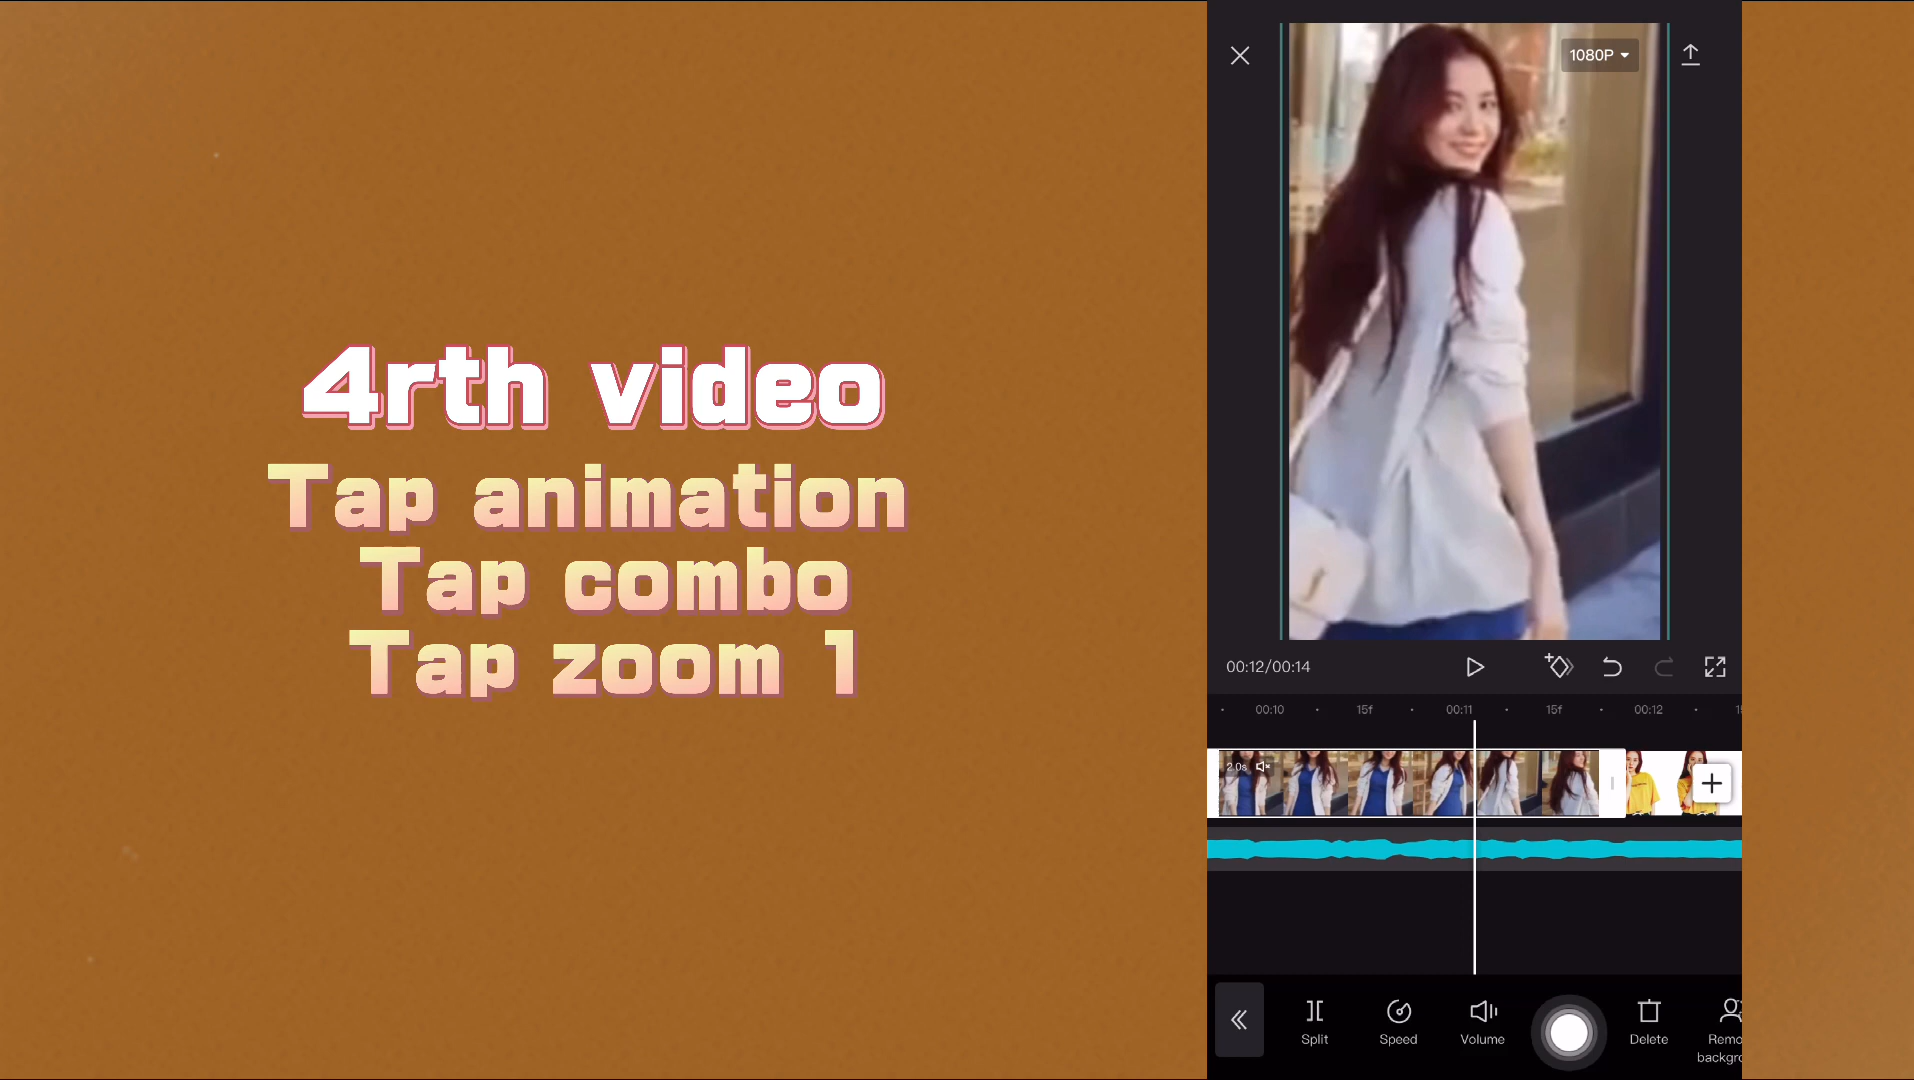 4rth video
Tap animation
Tap combo
Tap zoom 1
1080P
00:12/00:14
00:10 15f 00:11 15f 00:12
2.0s
Split Speed Volume Delete